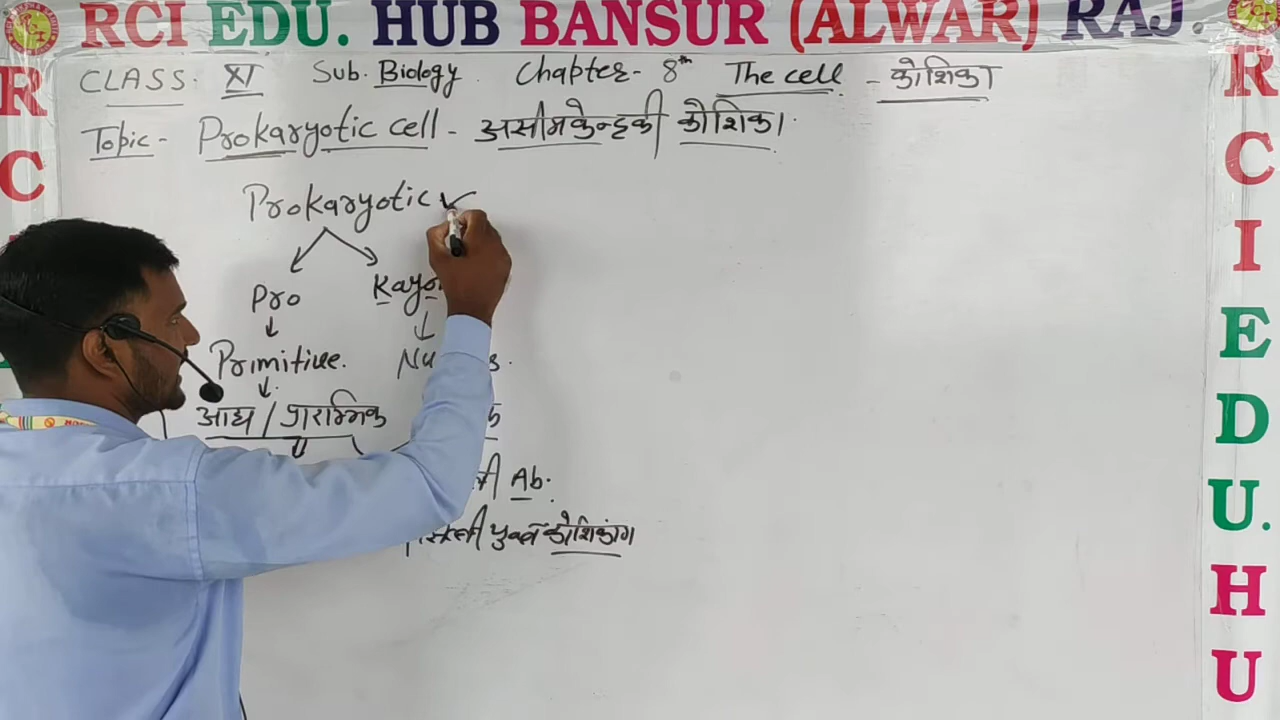 RCI EDU. HUB BANSUR (ALWAR) RAJ.
CLASS. XI Sub. Biology. Chapter- 8th The cell - कोशिका
Topic- Prokaryotic cell - असीमकेन्द्रकी कोशिका.
Prokaryotic
Pro
Primitive.
आद्य / प्रारम्भिक
Ab.
युक्त कोशिकांग
R
C
R
C
I
E
D
U.
H
U